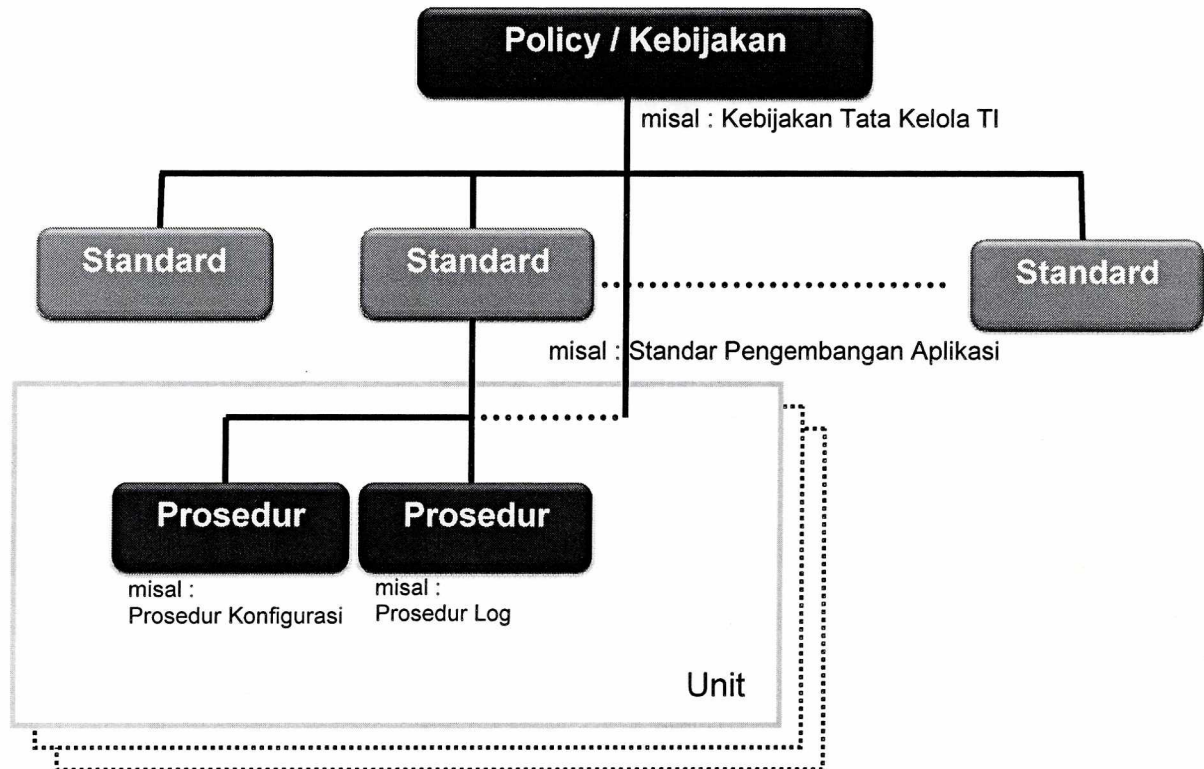 Policy / Kebijakan
misal : Kebijakan Tata Kelola TI
Standard
Standard
Standard
misal : Standar Pengembangan Aplikasi
Prosedur
Prosedur
misal :
Prosedur Konfigurasi
misal :
Prosedur Log
Unit